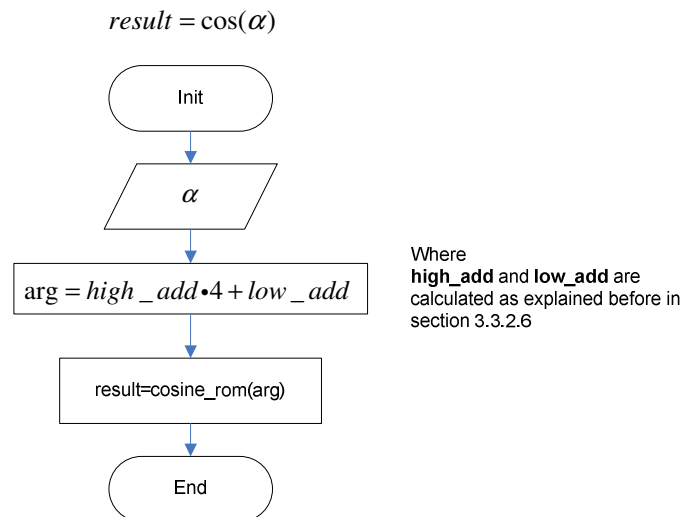 result = cos(α)
Init
α
arg = high_add•4 + low_add
Where
high_add and low_add are
calculated as explained before in
section 3.3.2.6
result=cosine_rom(arg)
End